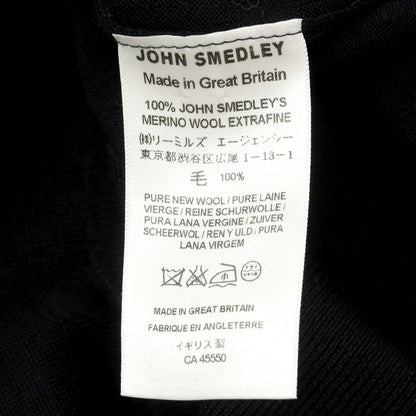 JOHN SMEDLEY
Made in Great Britain
100% JOHN SMEDLEY'S
MERINO WOOL EXTRAFINE
㈱リーミルズ エージェンシー
東京都渋谷区広尾1-13-1
毛 100%
PURE NEW WOOL / PURE LAINE
VIERGE / REINE SCHURWOLLE /
PURA LANA VERGINE / ZUIVER
SCHEERWOL / REN Y ULD / PURA
LANA VIRGEM
ドライ
MADE IN GREAT BRITAIN
FABRIQUE EN ANGLETERRE
イギリス製
CA 45550